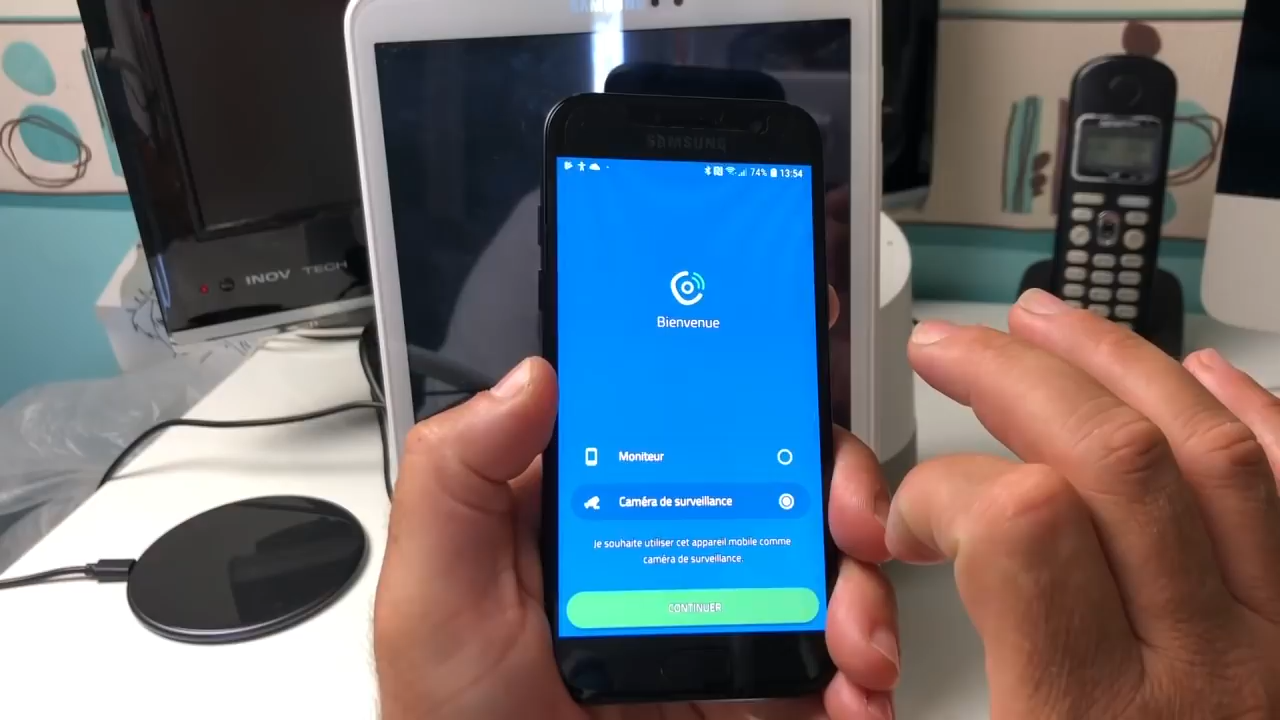 SAMSUNG
SAMSUNG
74% 13:54
Bienvenue
Moniteur
Caméra de surveillance
Je souhaite utiliser cet appareil mobile comme
caméra de surveillance.
CONTINUER
INOV TECH